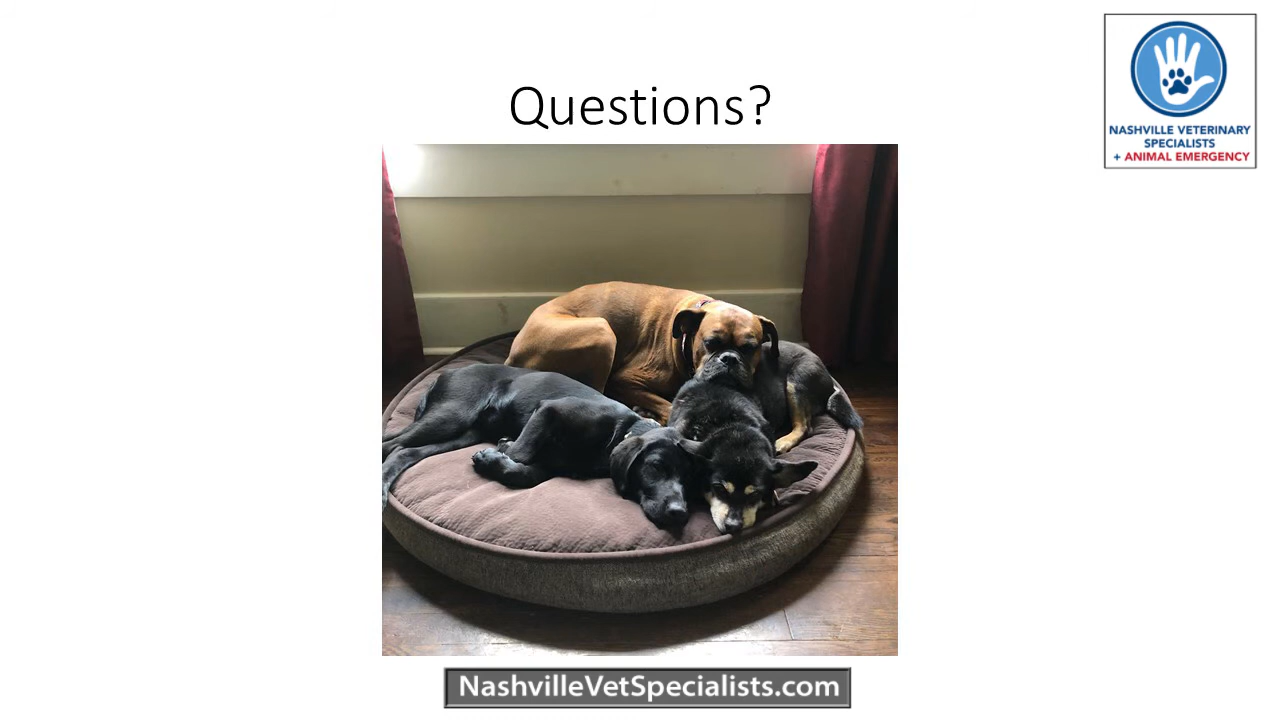 Questions?
NASHVILLE VETERINARY
SPECIALISTS
+ ANIMAL EMERGENCY
NashvilleVetSpecialists.com